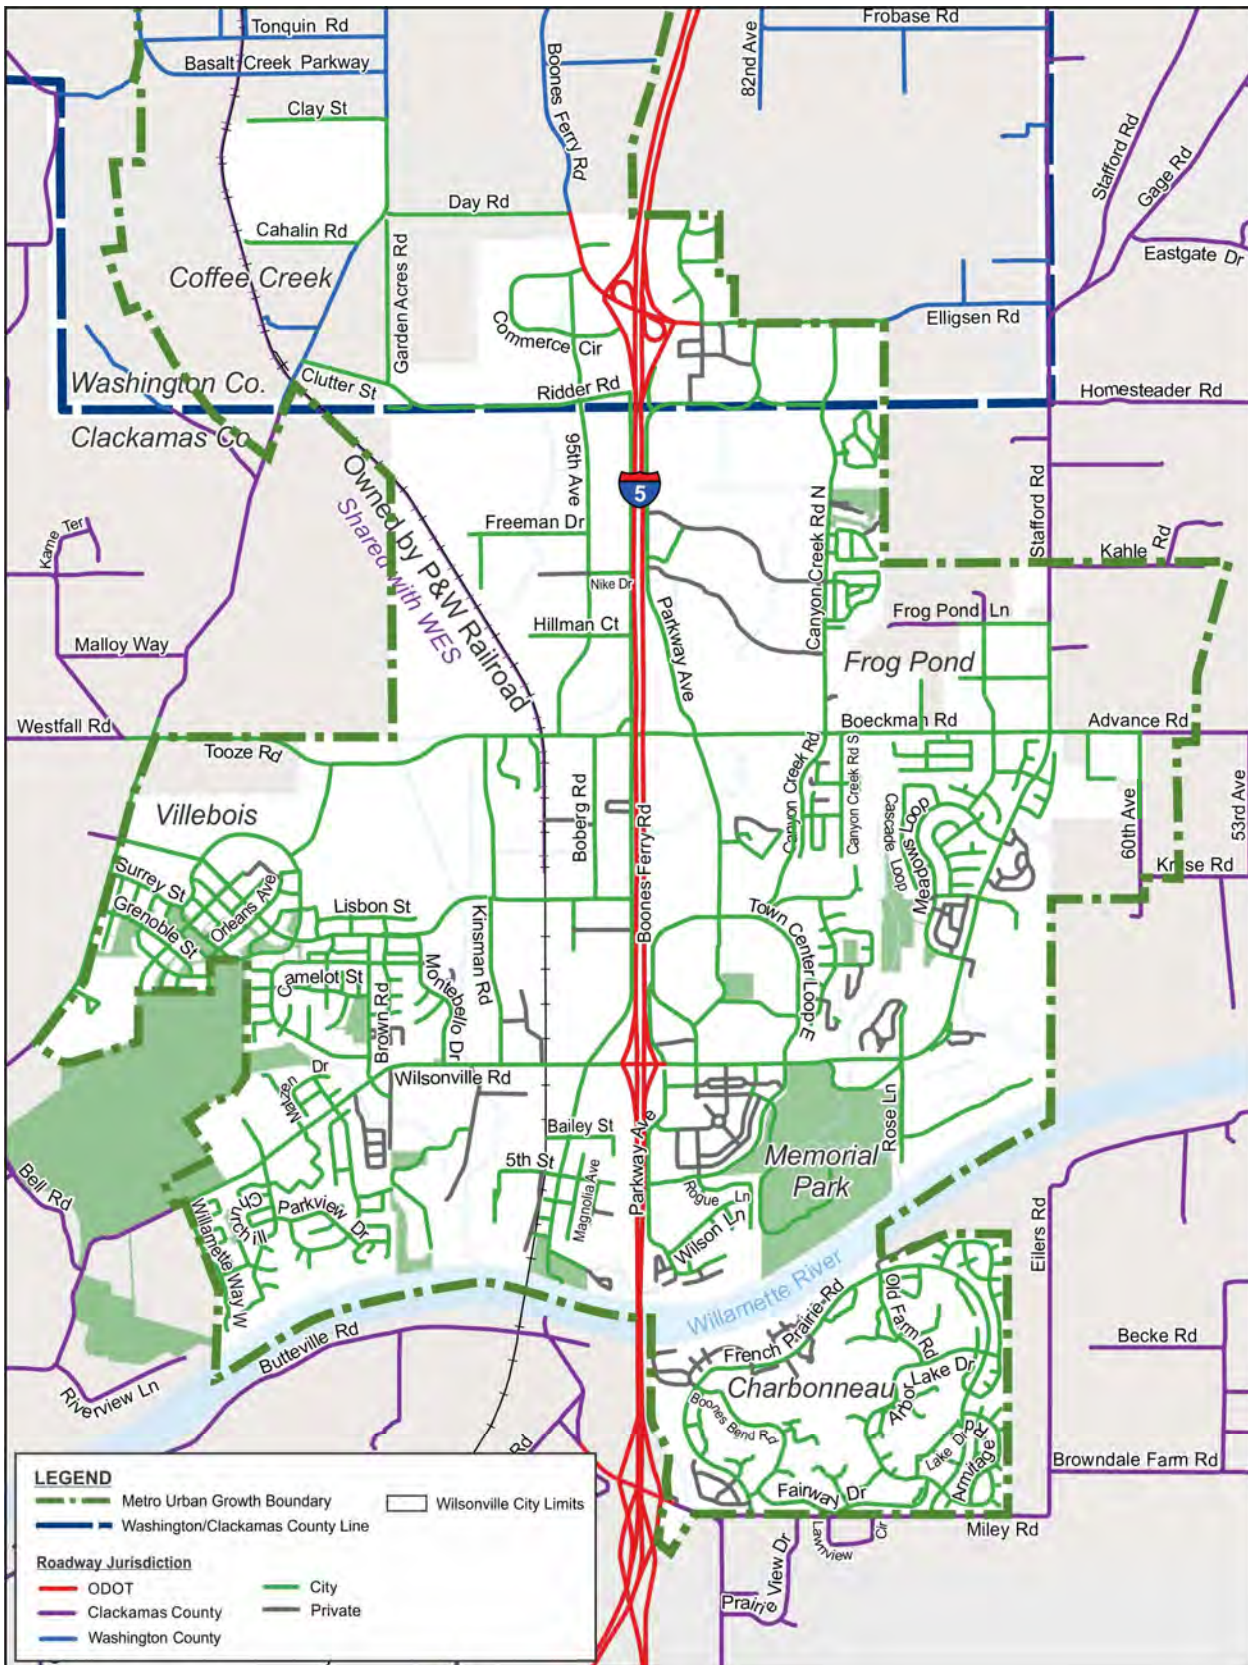 Tonquin Rd
Basalt Creek Parkway
Boones Ferry Rd
82nd Ave
Frobase Rd
Clay St
Stafford Rd
Gage Rd
Day Rd
Cahalin Rd
Eastgate Dr
Coffee Creek
Garden Acres Rd
Elligsen Rd
Commerce Cir
Washington Co.
Clutter St
Ridder Rd
Homesteader Rd
Clackamas Co
95th Ave
Owned by P&W Railroad
Shared with WES
5
Stafford Rd
Canyon Creek Rd N
Kame Ter
Freeman Dr
Kahle Rd
Nike Dr
Parkway Ave
Frog Pond Ln
Hillman Ct
Malloy Way
Frog Pond
Westfall Rd
Tooze Rd
Boeckman Rd
Advance Rd
Canyon Creek Rd
Canyon Creek Rd S
Villebois
Boberg Rd
Boones Ferry Rd
Cascade Loop
Meadows Loop
60th Ave
53rd Ave
Kruse Rd
Surrey St
Orleans Ave
Grenoble St
Lisbon St
Kinsman Rd
Town Center Loop E
Camelot St
Montebello Dr
Brown Rd
Wilsonville Rd
Matzen Dr
Rose Ln
Bailey St
Parkway Ave
5th St
Magnolia Ave
Memorial
Park
Rogue Ln
Bell Rd
Willamette Way W
Churchill
Parkview Dr
Wilson Ln
Eilers Rd
Willamette River
Old Farm Rd
French Prairie Rd
Butteville Rd
Becke Rd
Riverview Ln
Charbonneau
Arbor Lake Dr
Boones Bend Rd
Lake Dr
Armitage Rd
Rd
Browndale Farm Rd
Fairway Dr
Miley Rd
Lawnview Cir
Prairie View Dr
LEGEND
Metro Urban Growth Boundary
Wilsonville City Limits
Washington/Clackamas County Line
Roadway Jurisdiction
ODOT
City
Clackamas County
Private
Washington County